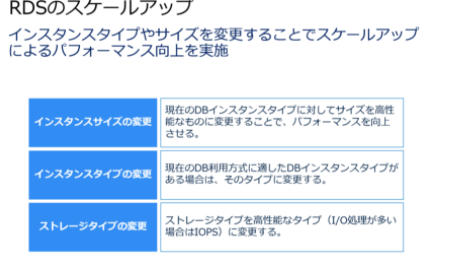 RDSのスケールアップ
インスタンスタイプやサイズを変更することでスケールアップ
によるパフォーマンス向上を実施
インスタンスサイズの変更
現在のDBインスタンスタイプに対してサイズを高性
能なものに変更することで、パフォーマンスを向上
させる。
インスタンスタイプの変更
現在のDB利用方式に適したDBインスタンスタイプが
ある場合は、そのタイプに変更する。
ストレージタイプの変更
ストレージタイプを高性能なタイプ（I/O処理が多い
場合はIOPS）に変更する。